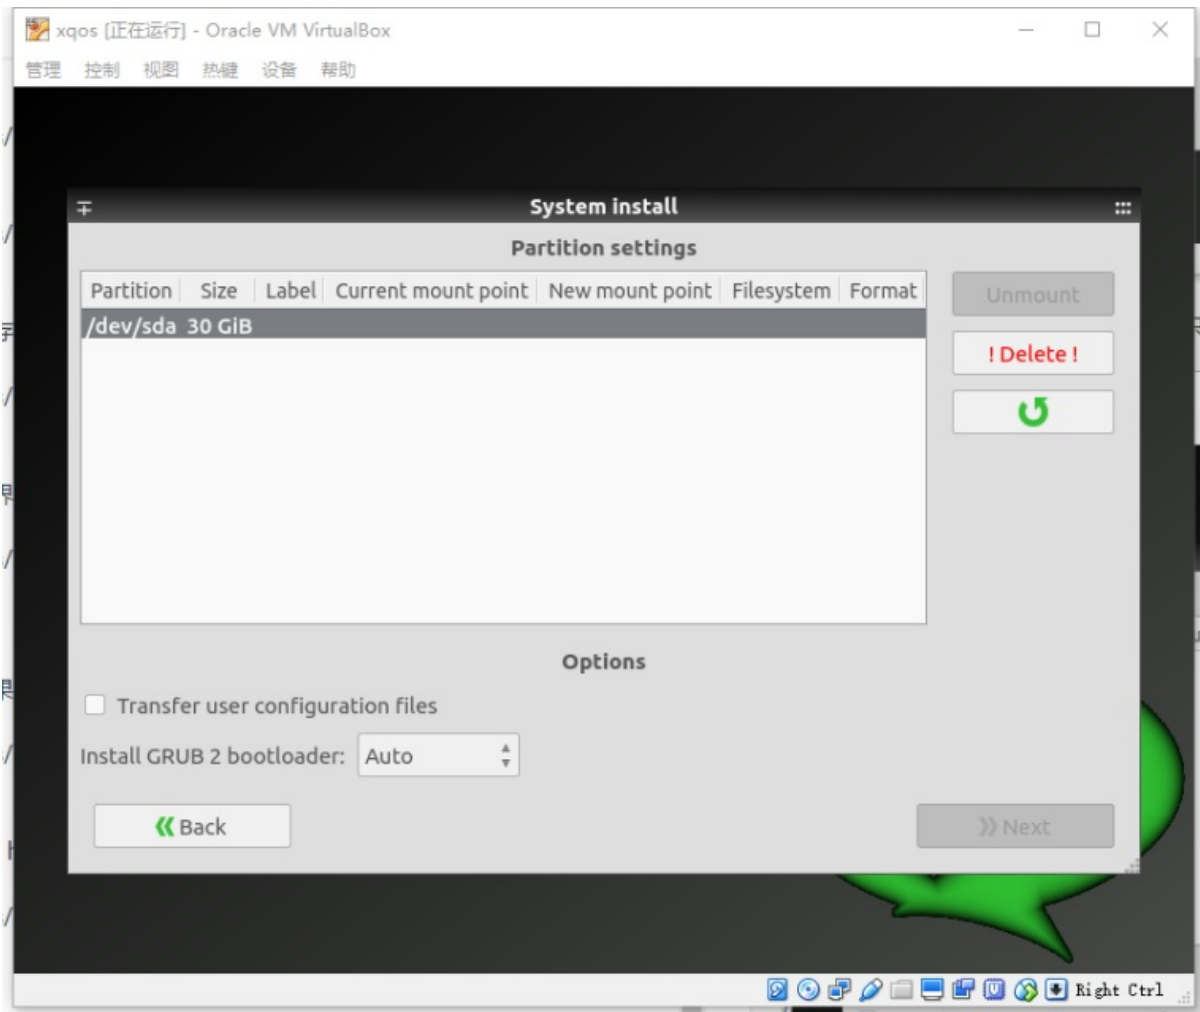 xqos [正在运行] - Oracle VM VirtualBox
管理 控制 视图 热键 设备 帮助
System install
Partition settings
Partition Size Label Current mount point New mount point Filesystem Format
/dev/sda 30 GiB
Unmount
! Delete !
Options
Transfer user configuration files
Install GRUB 2 bootloader: Auto
Back
Next
Right Ctrl